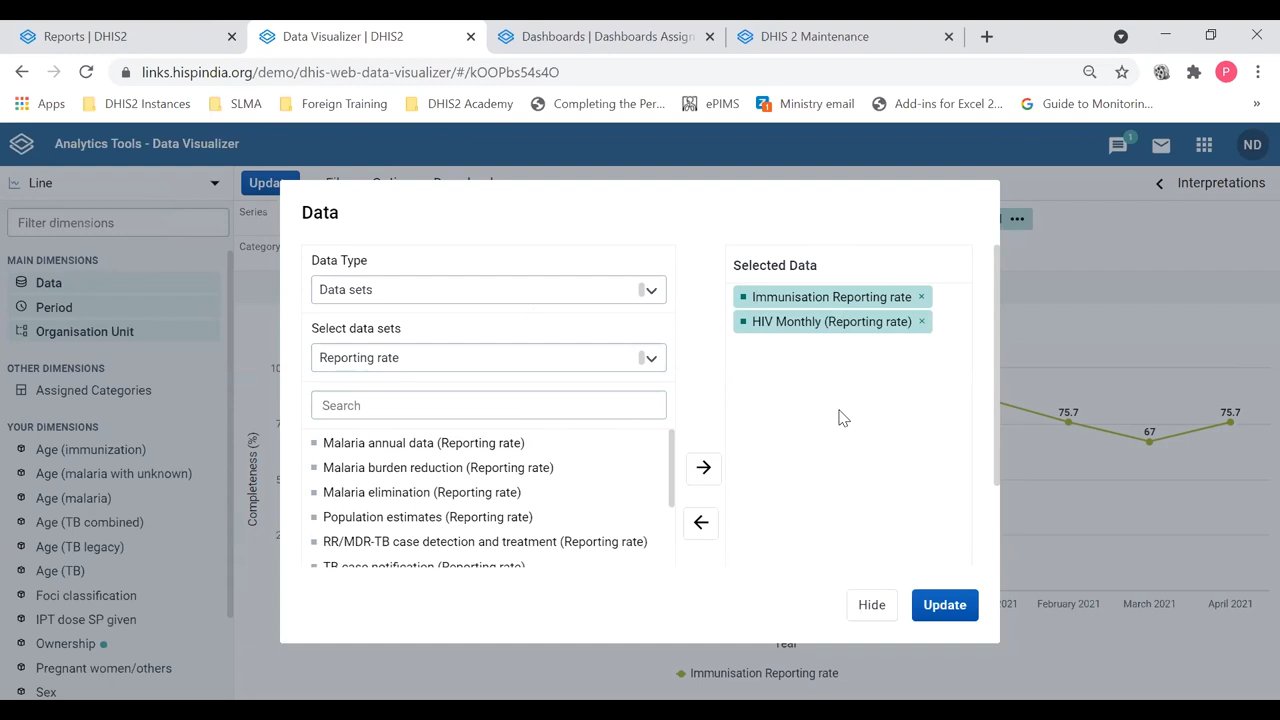 Reports | DHIS2
Data Visualizer | DHIS2
Dashboards | Dashboards Assign
DHIS 2 Maintenance
links.hispindia.org/demo/dhis-web-data-visualizer/#/kOOPbs54s4O
P
Apps
DHIS2 Instances
SLMA
Foreign Training
DHIS2 Academy
Completing the Per...
ePIMS
Ministry email
Add-ins for Excel 2...
Guide to Monitorin...
»
Analytics Tools - Data Visualizer
1
ND
Line
Interpretations
Filter dimensions
Series
Category
MAIN DIMENSIONS
Data
Period
Organisation Unit
OTHER DIMENSIONS
Assigned Categories
YOUR DIMENSIONS
Age (immunization)
Age (malaria with unknown)
Age (malaria)
Age (TB combined)
Age (TB legacy)
Age (TB)
Foci classification
IPT dose SP given
Ownership
Pregnant women/others
Sex
Data
Data Type
Data sets
Select data sets
Reporting rate
Search
Malaria annual data (Reporting rate)
Malaria burden reduction (Reporting rate)
Malaria elimination (Reporting rate)
Population estimates (Reporting rate)
RR/MDR-TB case detection and treatment (Reporting rate)
TB case notification (Reporting rate)
Selected Data
Immunisation Reporting rate ×
HIV Monthly (Reporting rate) ×
Hide
Update
Completeness (%)
75.7
67
75.7
2021
February 2021
March 2021
April 2021
Year
Immunisation Reporting rate